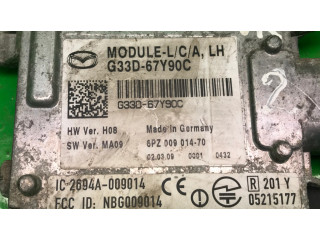 MODULE-L/C/A, LH
G33D-67Y90C
G33D-67Y90C
HW Ver. H08 Made in Germany
SW Ver. MA09 5PZ 009 014-70
02.03.09 0001 0432
IC:2694A-009014
FCC ID: NBG009014
R 201 Y
05215177